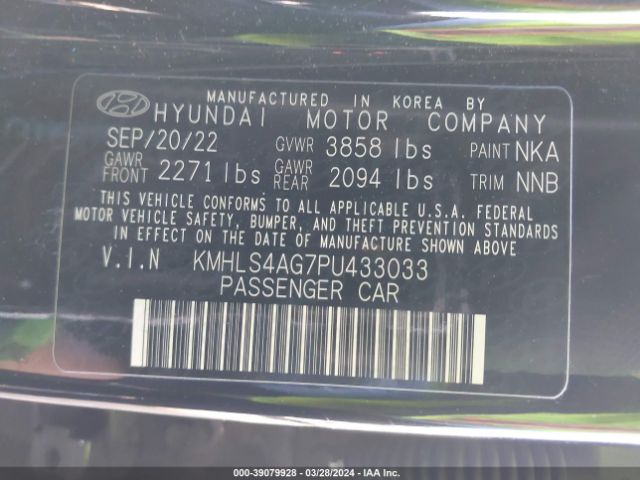 MANUFACTURED IN KOREA BY
HYUNDAI MOTOR COMPANY
SEP/20/22 GVWR 3858 lbs PAINT NKA
GAWR FRONT 2271 lbs GAWR REAR 2094 lbs TRIM NNB
THIS VEHICLE CONFORMS TO ALL APPLICABLE U.S.A. FEDERAL
MOTOR VEHICLE SAFETY, BUMPER, AND THEFT PREVENTION STANDARDS
IN EFFECT ON THE DATE OF MANUFACTURE SHOWN ABOVE
V.I.N KMHLS4AG7PU433033
PASSENGER CAR
000-39079928 - 03/28/2024 - IAAI.COM